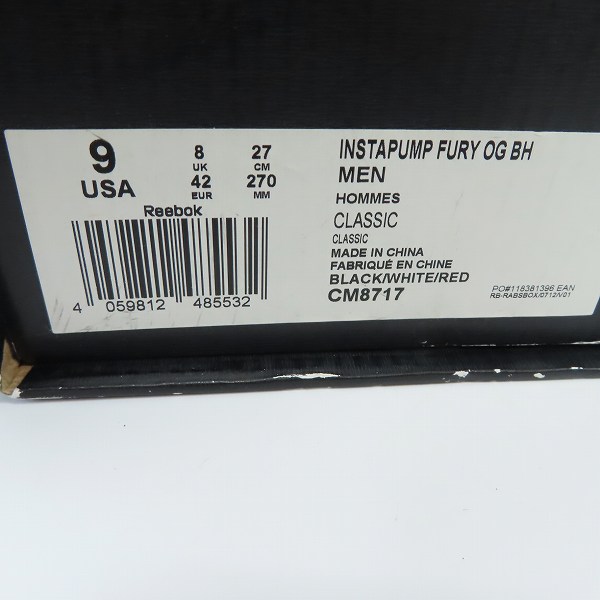 9 8 27
UK CM
USA 42 270
EUR MM
Reebok
4 059812 485532
INSTAPUMP FURY OG BH
MEN
HOMMES
CLASSIC
CLASSIC
MADE IN CHINA
FABRIQUÉ EN CHINE
BLACK/WHITE/RED
CM8717
PO#118381396 EAN
RB-RABSBOX/0712/V01